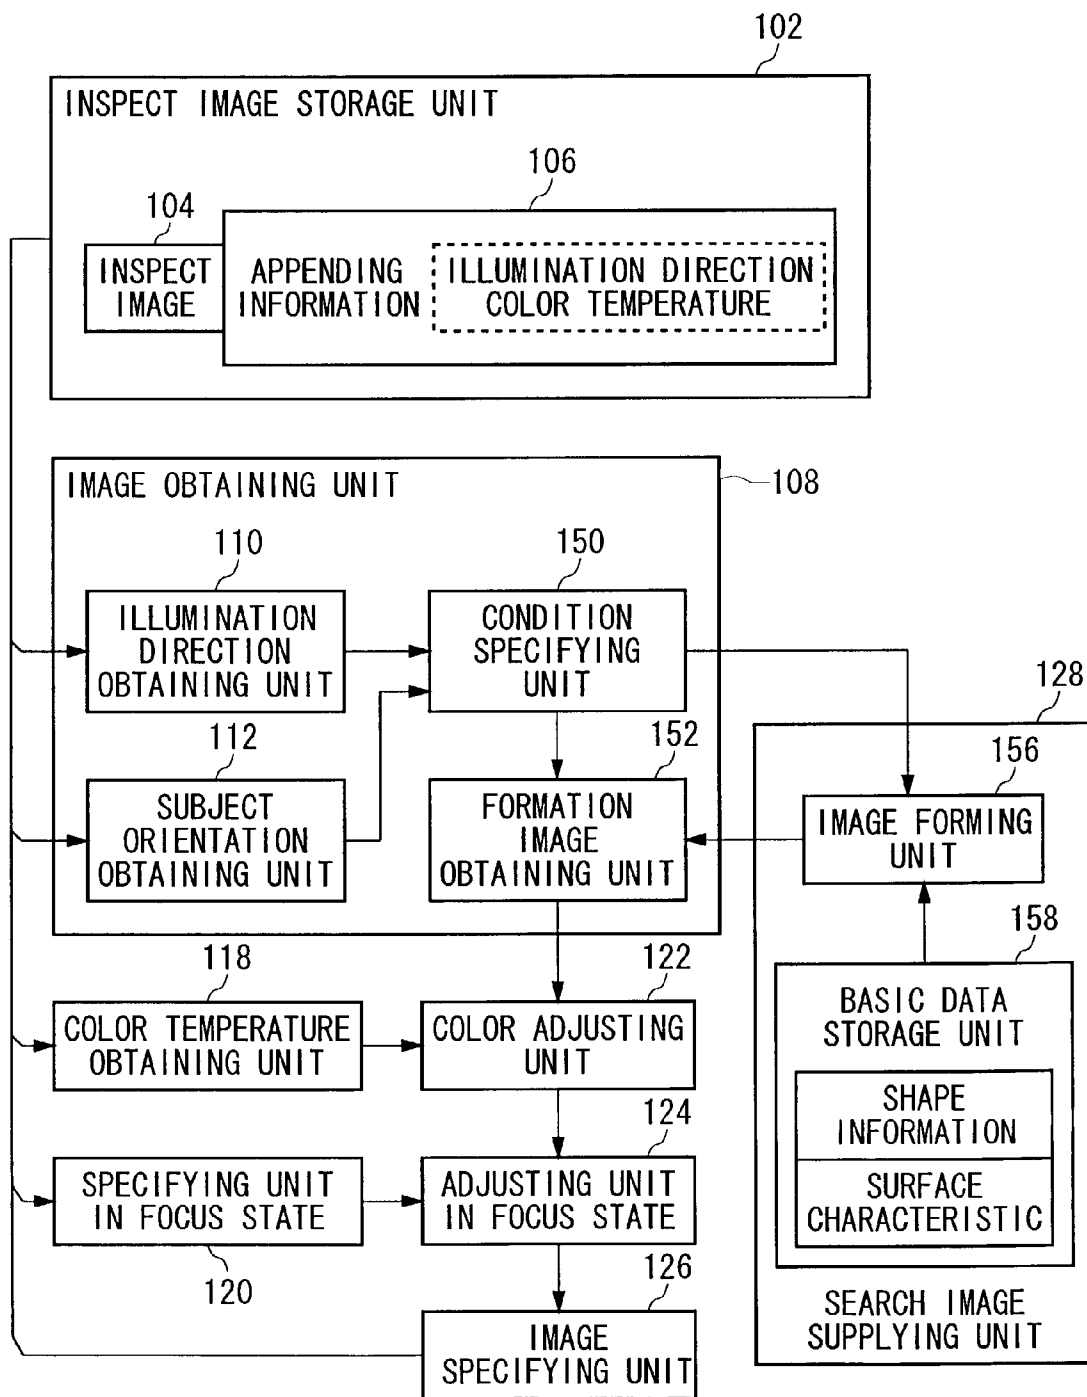 102
INSPECT IMAGE STORAGE UNIT
106
104
INSPECT
IMAGE
APPENDING
INFORMATION
ILLUMINATION DIRECTION
COLOR TEMPERATURE
IMAGE OBTAINING UNIT
108
110
150
ILLUMINATION
DIRECTION
OBTAINING UNIT
CONDITION
SPECIFYING
UNIT
128
112
152
156
SUBJECT
ORIENTATION
OBTAINING UNIT
FORMATION
IMAGE
OBTAINING UNIT
IMAGE FORMING
UNIT
158
118
122
COLOR TEMPERATURE
OBTAINING UNIT
COLOR ADJUSTING
UNIT
BASIC DATA
STORAGE UNIT
SHAPE
INFORMATION
SURFACE
CHARACTERISTIC
124
SPECIFYING UNIT
IN FOCUS STATE
ADJUSTING UNIT
IN FOCUS STATE
120
126
IMAGE
SPECIFYING UNIT
SEARCH IMAGE
SUPPLYING UNIT